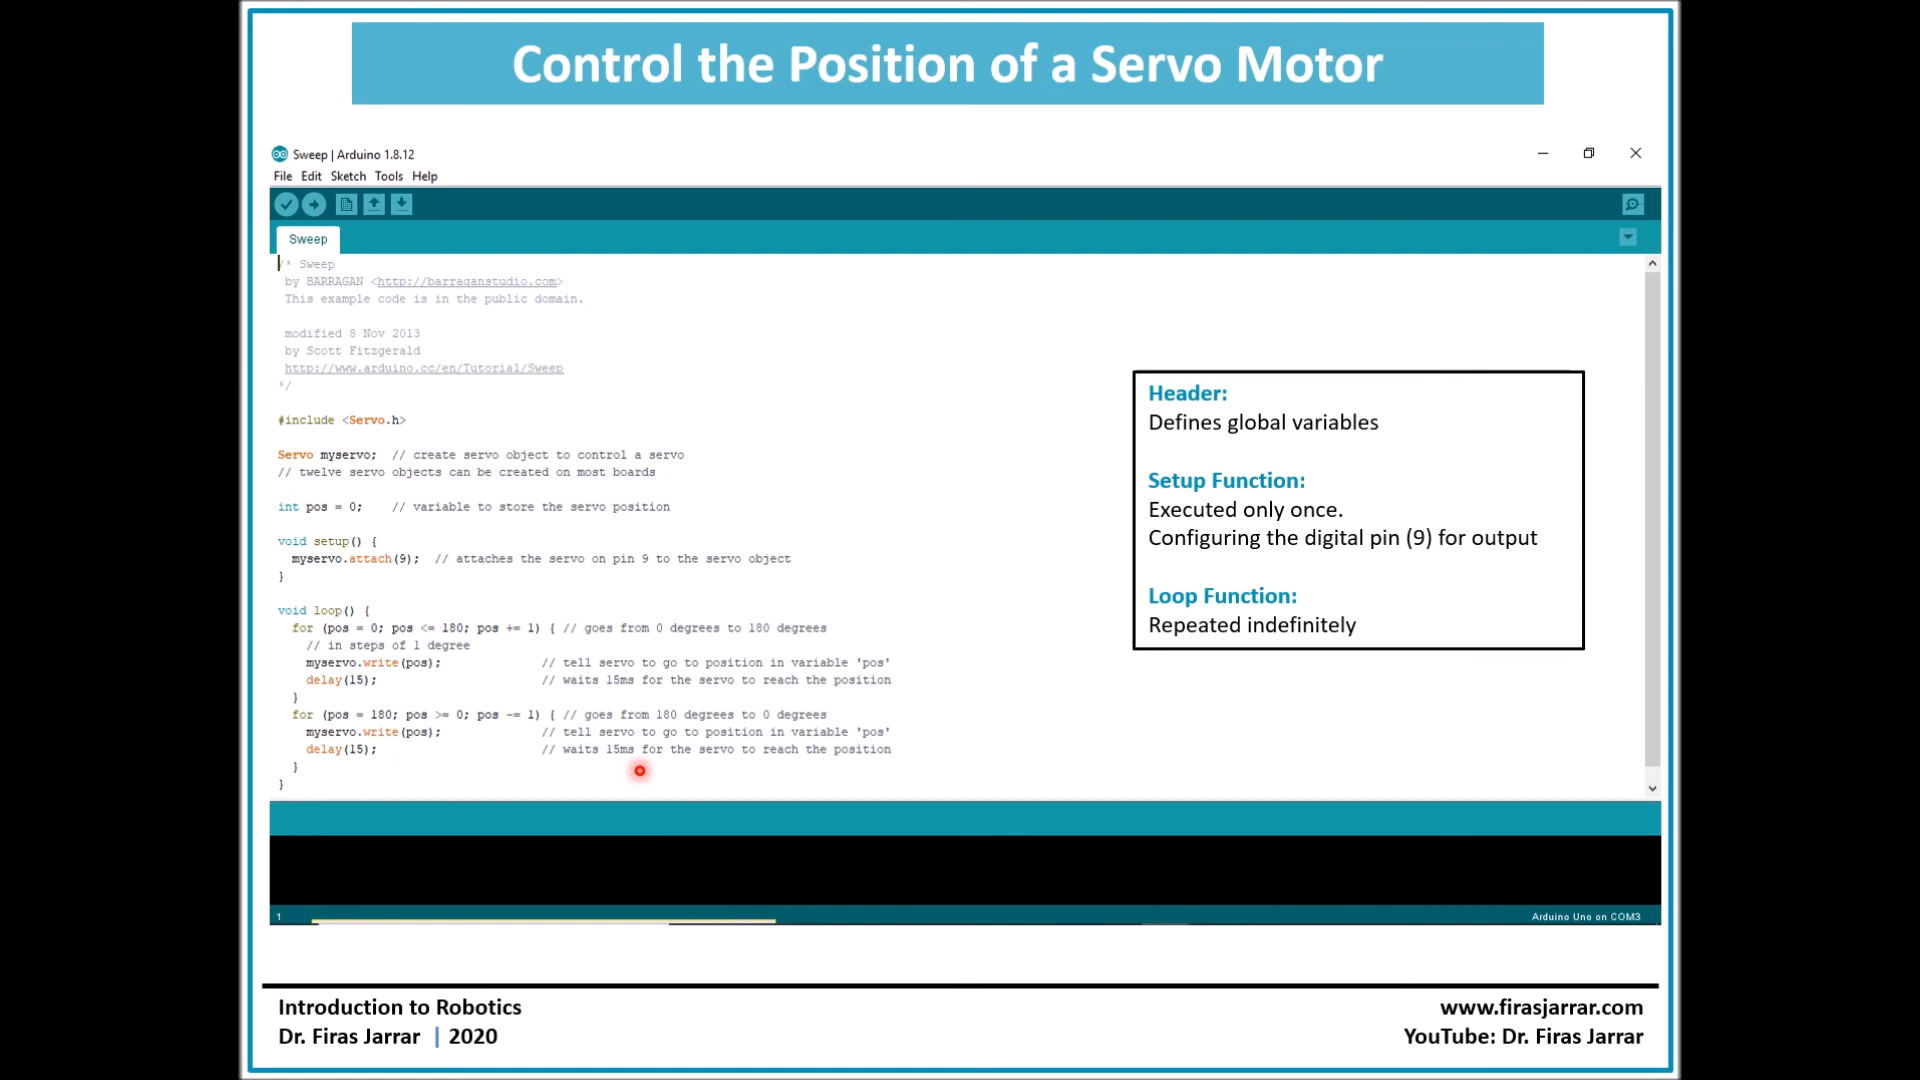 Control the Position of a Servo Motor
Sweep | Arduino 1.8.12
File Edit Sketch Tools Help
Sweep
/* Sweep
by BARRAGAN <http://barraganstudio.com>
This example code is in the public domain.
modified 8 Nov 2013
by Scott Fitzgerald
http://www.arduino.cc/en/Tutorial/Sweep
*/
#include <Servo.h>
Servo myservo;  // create servo object to control a servo
// twelve servo objects can be created on most boards
int pos = 0;    // variable to store the servo position
void setup() {
myservo.attach(9);  // attaches the servo on pin 9 to the servo object
}
void loop() {
for (pos = 0; pos <= 180; pos += 1) { // goes from 0 degrees to 180 degrees
// in steps of 1 degree
myservo.write(pos);              // tell servo to go to position in variable 'pos'
delay(15);                       // waits 15ms for the servo to reach the position
}
for (pos = 180; pos >= 0; pos -= 1) { // goes from 180 degrees to 0 degrees
myservo.write(pos);              // tell servo to go to position in variable 'pos'
delay(15);                       // waits 15ms for the servo to reach the position
}
}
Header:
Defines global variables
Setup Function:
Executed only once.
Configuring the digital pin (9) for output
Loop Function:
Repeated indefinitely
1
Arduino Uno on COM3
Introduction to Robotics
Dr. Firas Jarrar | 2020
www.firasjarrar.com
YouTube: Dr. Firas Jarrar